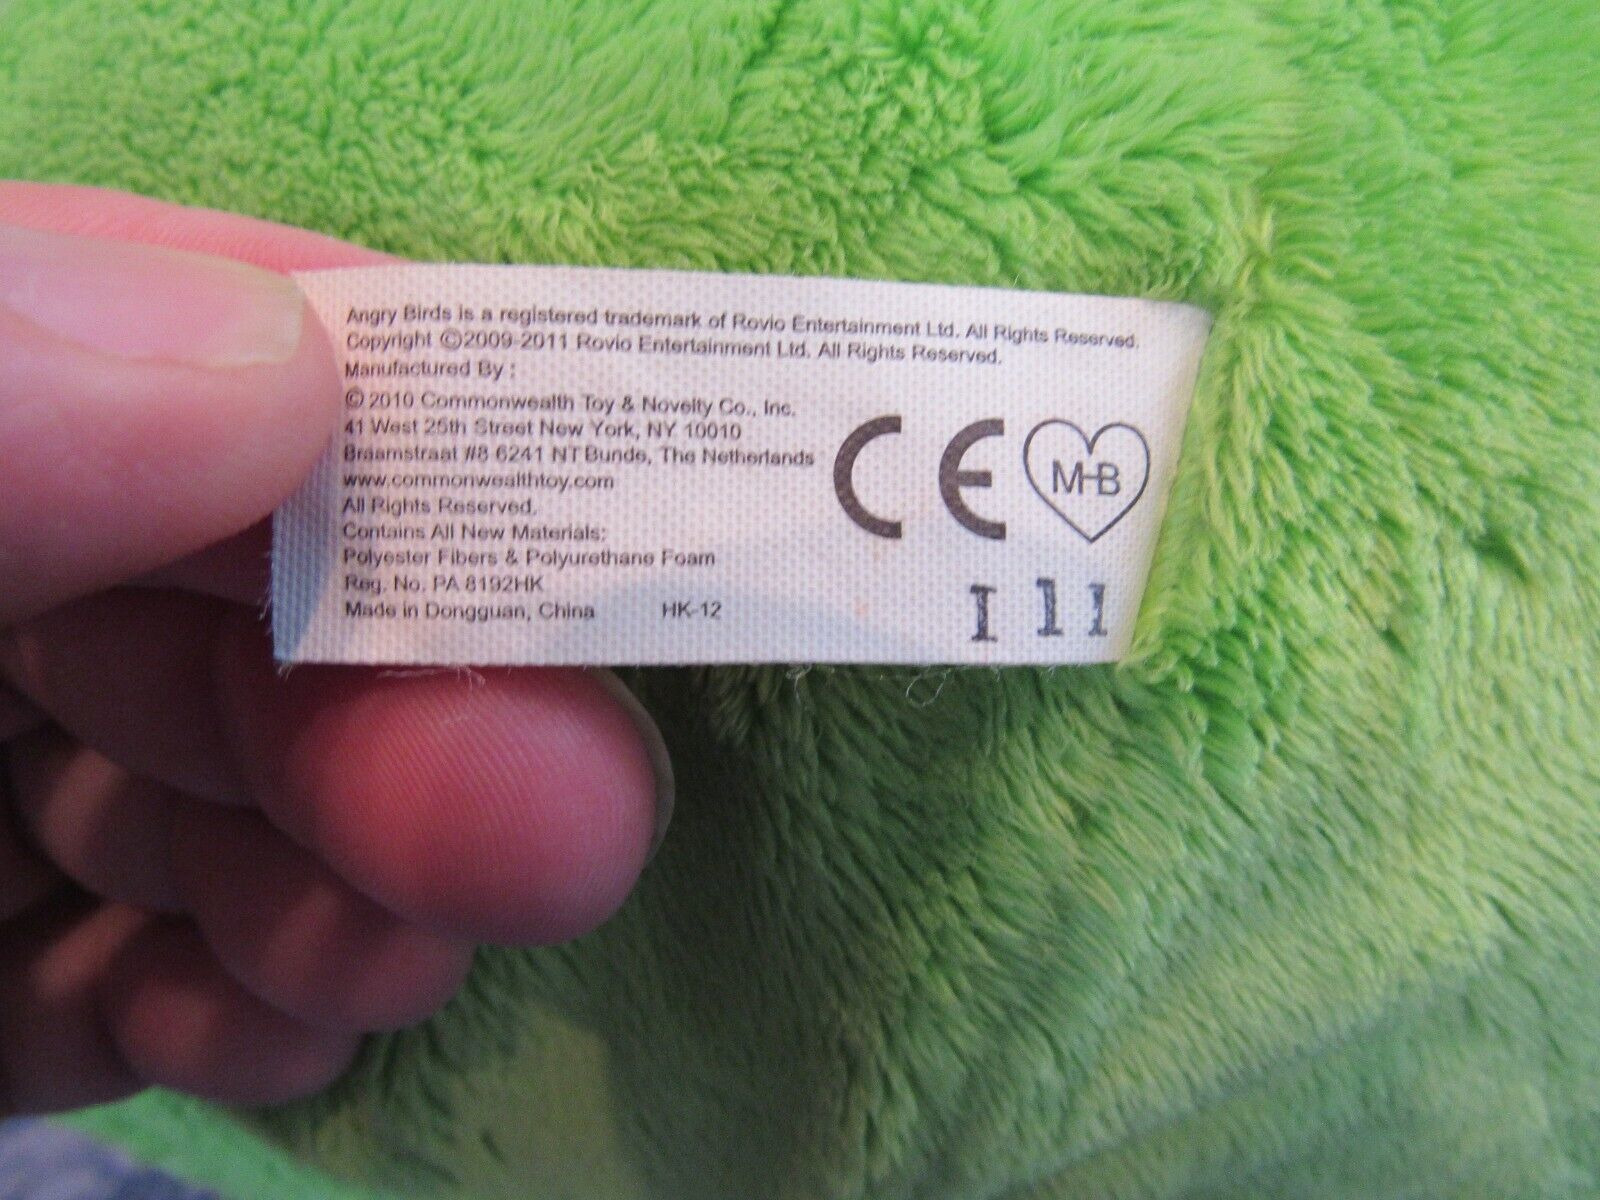 Angry Birds is a registered trademark of Rovio Entertainment Ltd. All Rights Reserved.
Copyright ©2009-2011 Rovio Entertainment Ltd. All Rights Reserved.
Manufactured By :
© 2010 Commonwealth Toy & Novelty Co., Inc.
41 West 25th Street New York, NY 10010
Braamstraat #8 6241 NT Bunde, The Netherlands
www.commonwealthtoy.com
All Rights Reserved.
Contains All New Materials:
Polyester Fibers & Polyurethane Foam
Reg. No. PA 8192HK
Made in Dongguan, China HK-12
CE
M-B
I 1 1